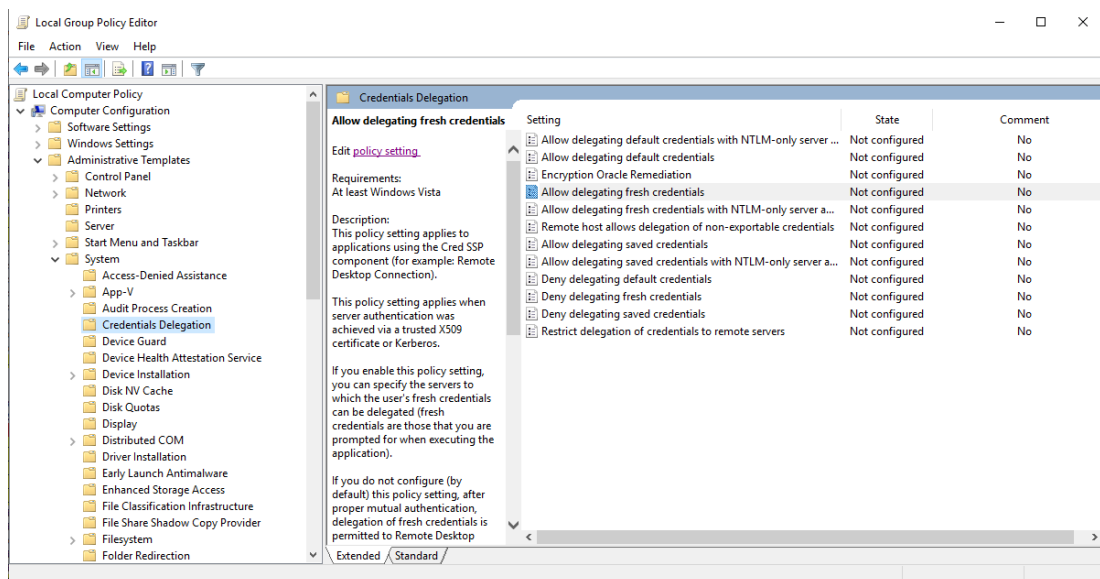 Local Group Policy Editor
File Action View Help
Local Computer Policy
Computer Configuration
Software Settings
Windows Settings
Administrative Templates
Control Panel
Network
Printers
Server
Start Menu and Taskbar
System
Access-Denied Assistance
App-V
Audit Process Creation
Credentials Delegation
Device Guard
Device Health Attestation Service
Device Installation
Disk NV Cache
Disk Quotas
Display
Distributed COM
Driver Installation
Early Launch Antimalware
Enhanced Storage Access
File Classification Infrastructure
File Share Shadow Copy Provider
Filesystem
Folder Redirection
Credentials Delegation
Allow delegating fresh credentials
Edit policy setting
Requirements:
At least Windows Vista
Description:
This policy setting applies to
applications using the Cred SSP
component (for example: Remote
Desktop Connection).
This policy setting applies when
server authentication was
achieved via a trusted X509
certificate or Kerberos.
If you enable this policy setting,
you can specify the servers to
which the user's fresh credentials
can be delegated (fresh
credentials are those that you are
prompted for when executing the
application).
If you do not configure (by
default) this policy setting, after
proper mutual authentication,
delegation of fresh credentials is
permitted to Remote Desktop
Setting State Comment
Allow delegating default credentials with NTLM-only server ... Not configured No
Allow delegating default credentials Not configured No
Encryption Oracle Remediation Not configured No
Allow delegating fresh credentials Not configured No
Allow delegating fresh credentials with NTLM-only server a... Not configured No
Remote host allows delegation of non-exportable credentials Not configured No
Allow delegating saved credentials Not configured No
Allow delegating saved credentials with NTLM-only server a... Not configured No
Deny delegating default credentials Not configured No
Deny delegating fresh credentials Not configured No
Deny delegating saved credentials Not configured No
Restrict delegation of credentials to remote servers Not configured No
Extended Standard